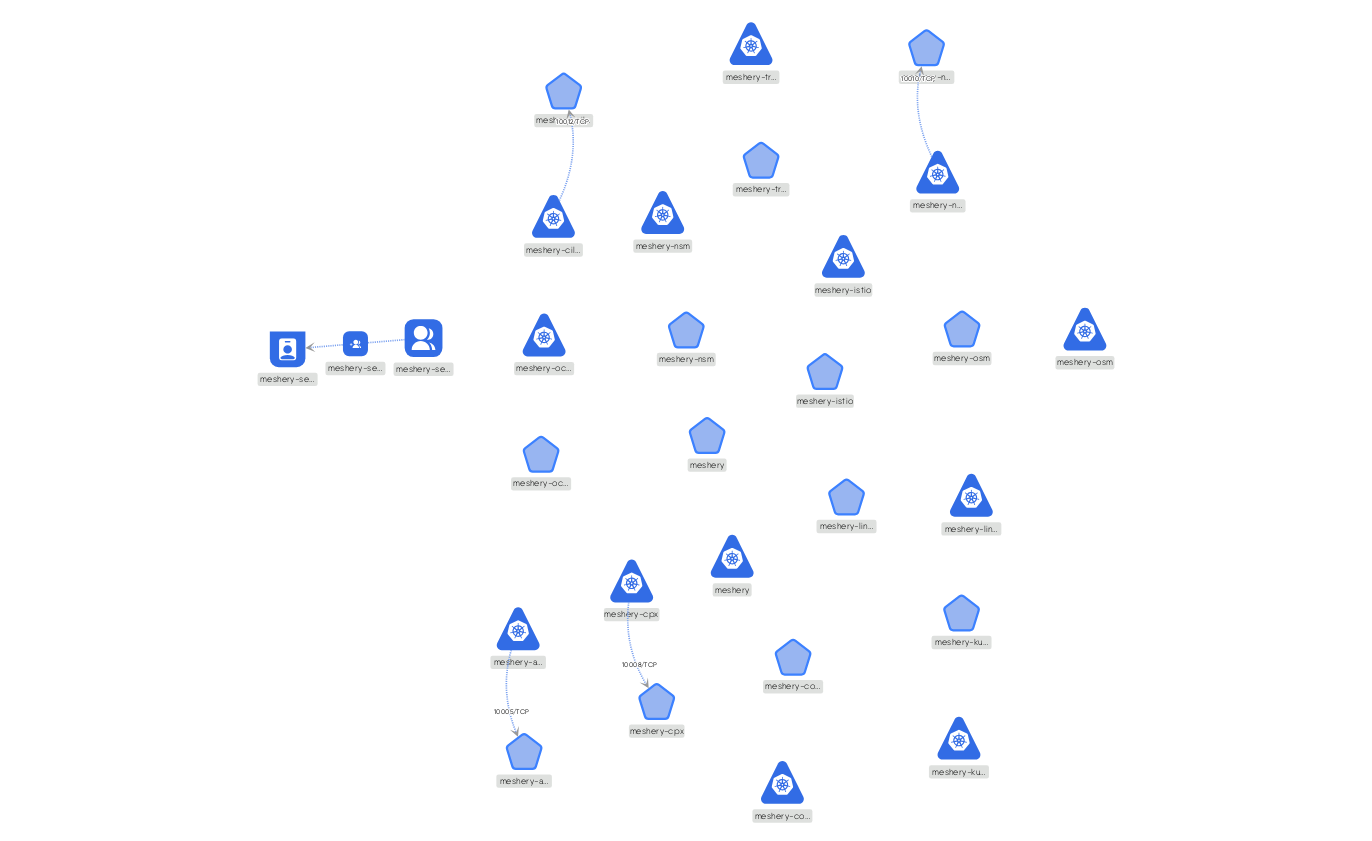 meshery-tr...
10010/TCP
-n...
mesh
10012/TCP
meshery-tr...
meshery-n...
meshery-cil...
meshery-nsm
meshery-istio
meshery-se...
meshery-se...
meshery-se...
meshery-oc...
meshery-nsm
meshery-osm
meshery-osm
meshery-istio
meshery
meshery-oc...
meshery-lin...
meshery-lin...
meshery
meshery-cpx
meshery-ku...
meshery-a...
10008/TCP
meshery-co...
10005/TCP
meshery-cpx
meshery-ku...
meshery-a...
meshery-co...